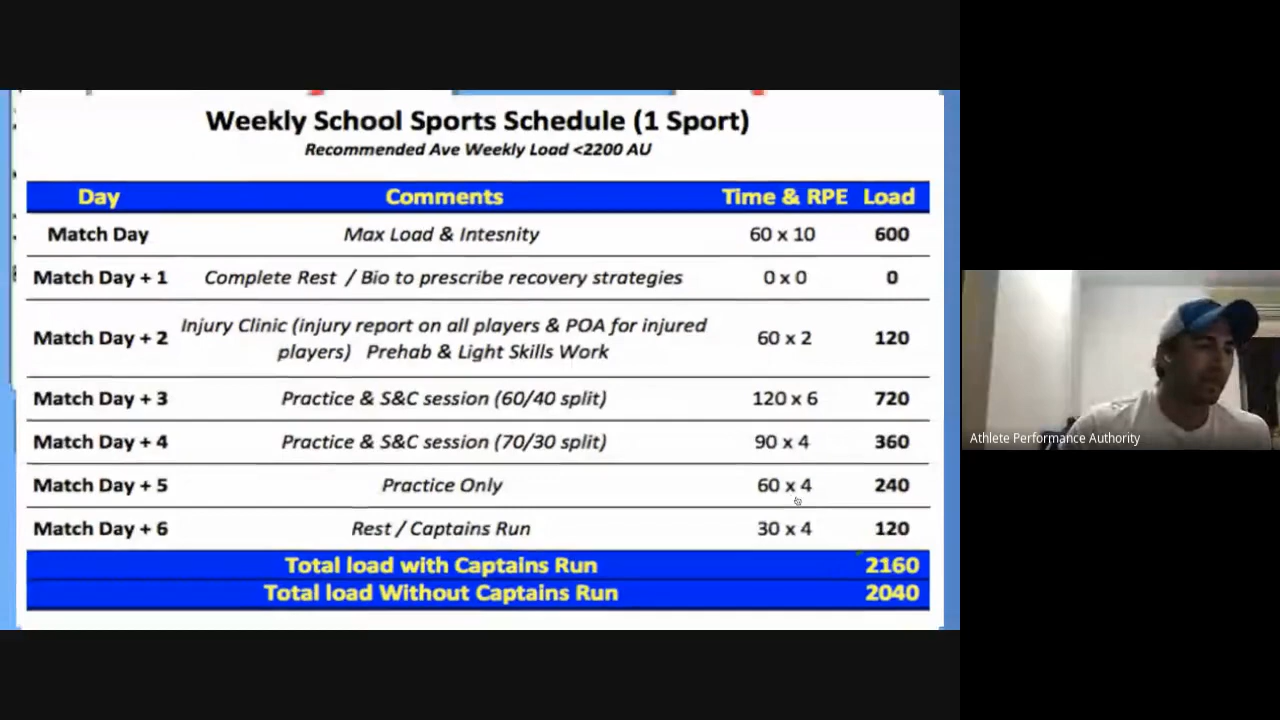 Weekly School Sports Schedule (1 Sport)
Recommended Ave Weekly Load <2200 AU
Day Comments Time & RPE Load
Match Day Max Load & Intesnity 60 x 10 600
Match Day + 1 Complete Rest / Bio to prescribe recovery strategies 0 x 0 0
Match Day + 2 Injury Clinic (injury report on all players & POA for injured players) Prehab & Light Skills Work 60 x 2 120
Match Day + 3 Practice & S&C session (60/40 split) 120 x 6 720
Match Day + 4 Practice & S&C session (70/30 split) 90 x 4 360
Match Day + 5 Practice Only 60 x 4 240
Match Day + 6 Rest / Captains Run 30 x 4 120
Total load with Captains Run 2160
Total load Without Captains Run 2040
Athlete Performance Authority